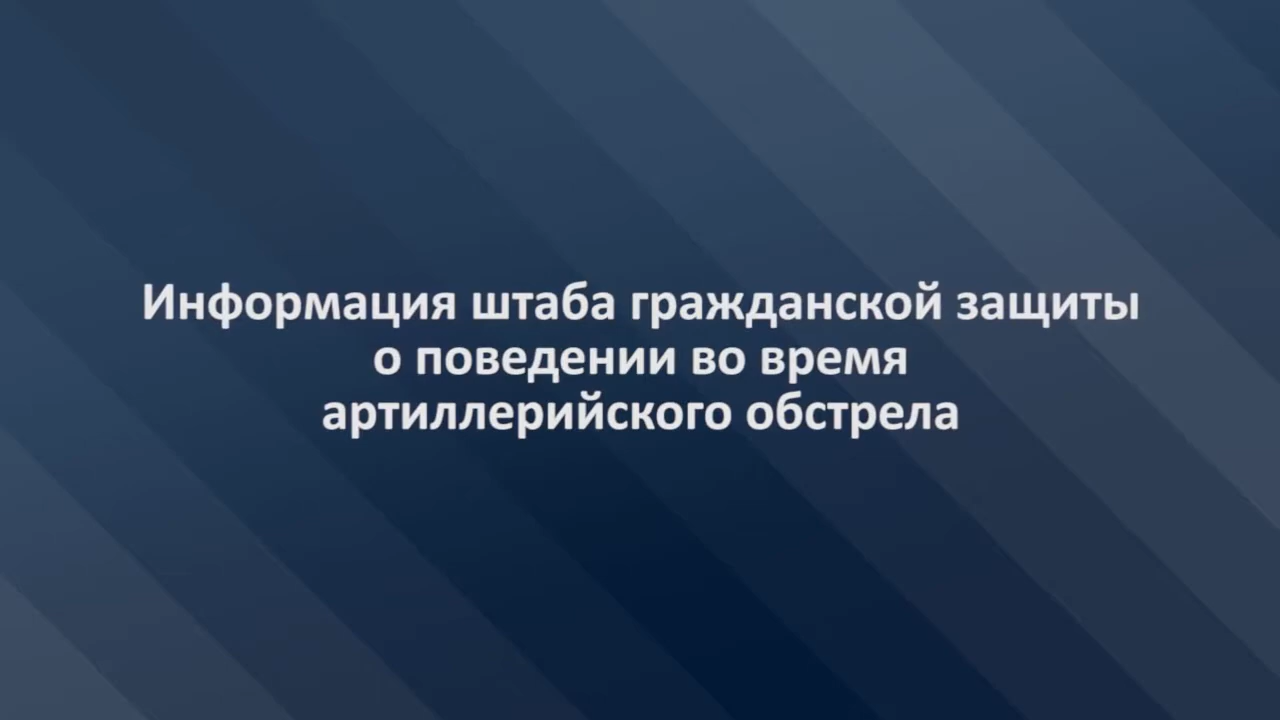 Информация штаба гражданской защиты
о поведении во время
артиллерийского обстрела